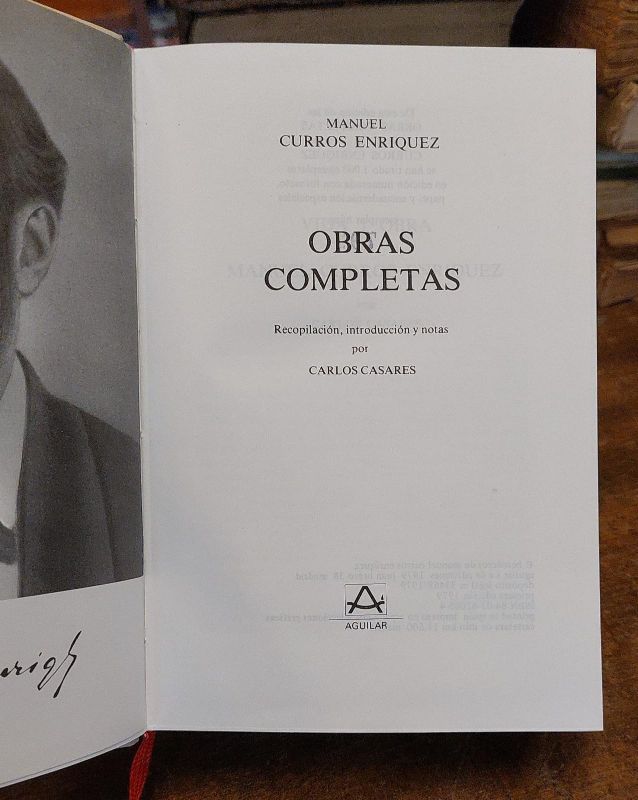 MANUEL
CURROS ENRIQUEZ
OBRAS
COMPLETAS
Recopilación, introducción y notas
por
CARLOS CASARES
A
AGUILAR